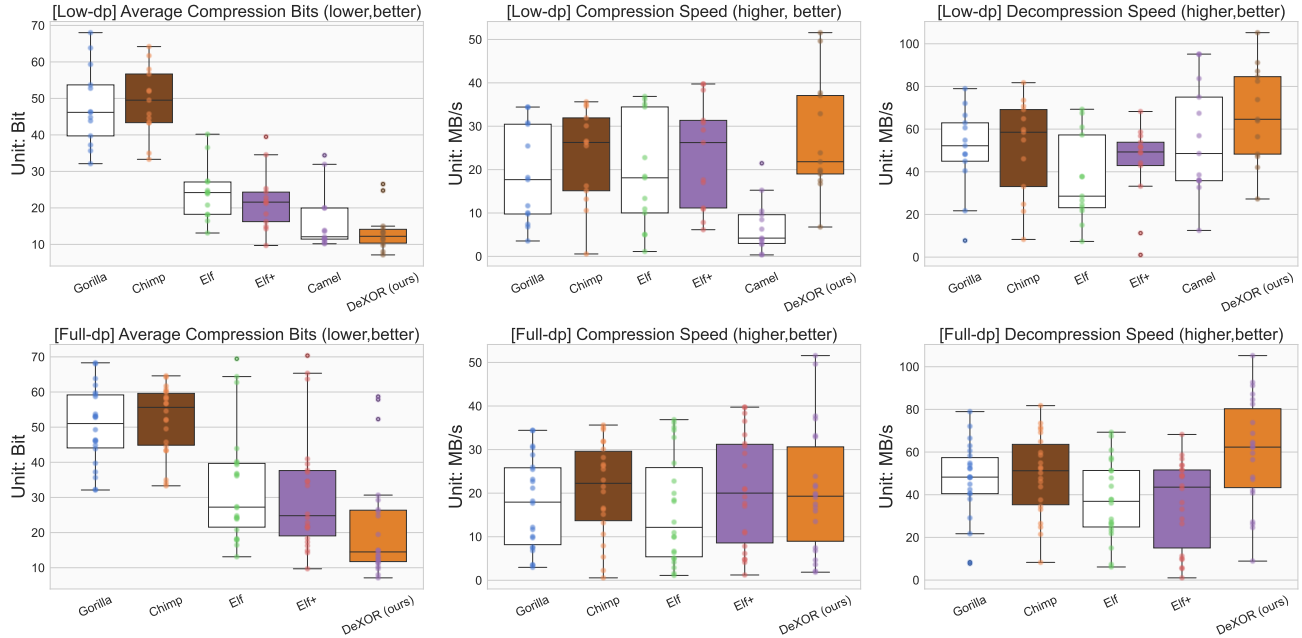 [Low-dp] Average Compression Bits (lower,better)
Unit: Bit
70
60
50
40
30
20
10
Gorilla
Chimp
Elf
Elf+
Camel
DeXOR (ours)
[Low-dp] Compression Speed (higher, better)
Unit: MB/s
50
40
30
20
10
0
Gorilla
Chimp
Elf
Elf+
Camel
DeXOR (ours)
[Low-dp] Decompression Speed (higher,better)
Unit: MB/s
100
80
60
40
20
0
Gorilla
Chimp
Elf
Elf+
Camel
DeXOR (ours)
[Full-dp] Average Compression Bits (lower,better)
Unit: Bit
70
60
50
40
30
20
10
Gorilla
Chimp
Elf
Elf+
DeXOR (ours)
[Full-dp] Compression Speed (higher,better)
Unit: MB/s
50
40
30
20
10
0
Gorilla
Chimp
Elf
Elf+
DeXOR (ours)
[Full-dp] Decompression Speed (higher,better)
Unit: MB/s
100
80
60
40
20
0
Gorilla
Chimp
Elf
Elf+
DeXOR (ours)